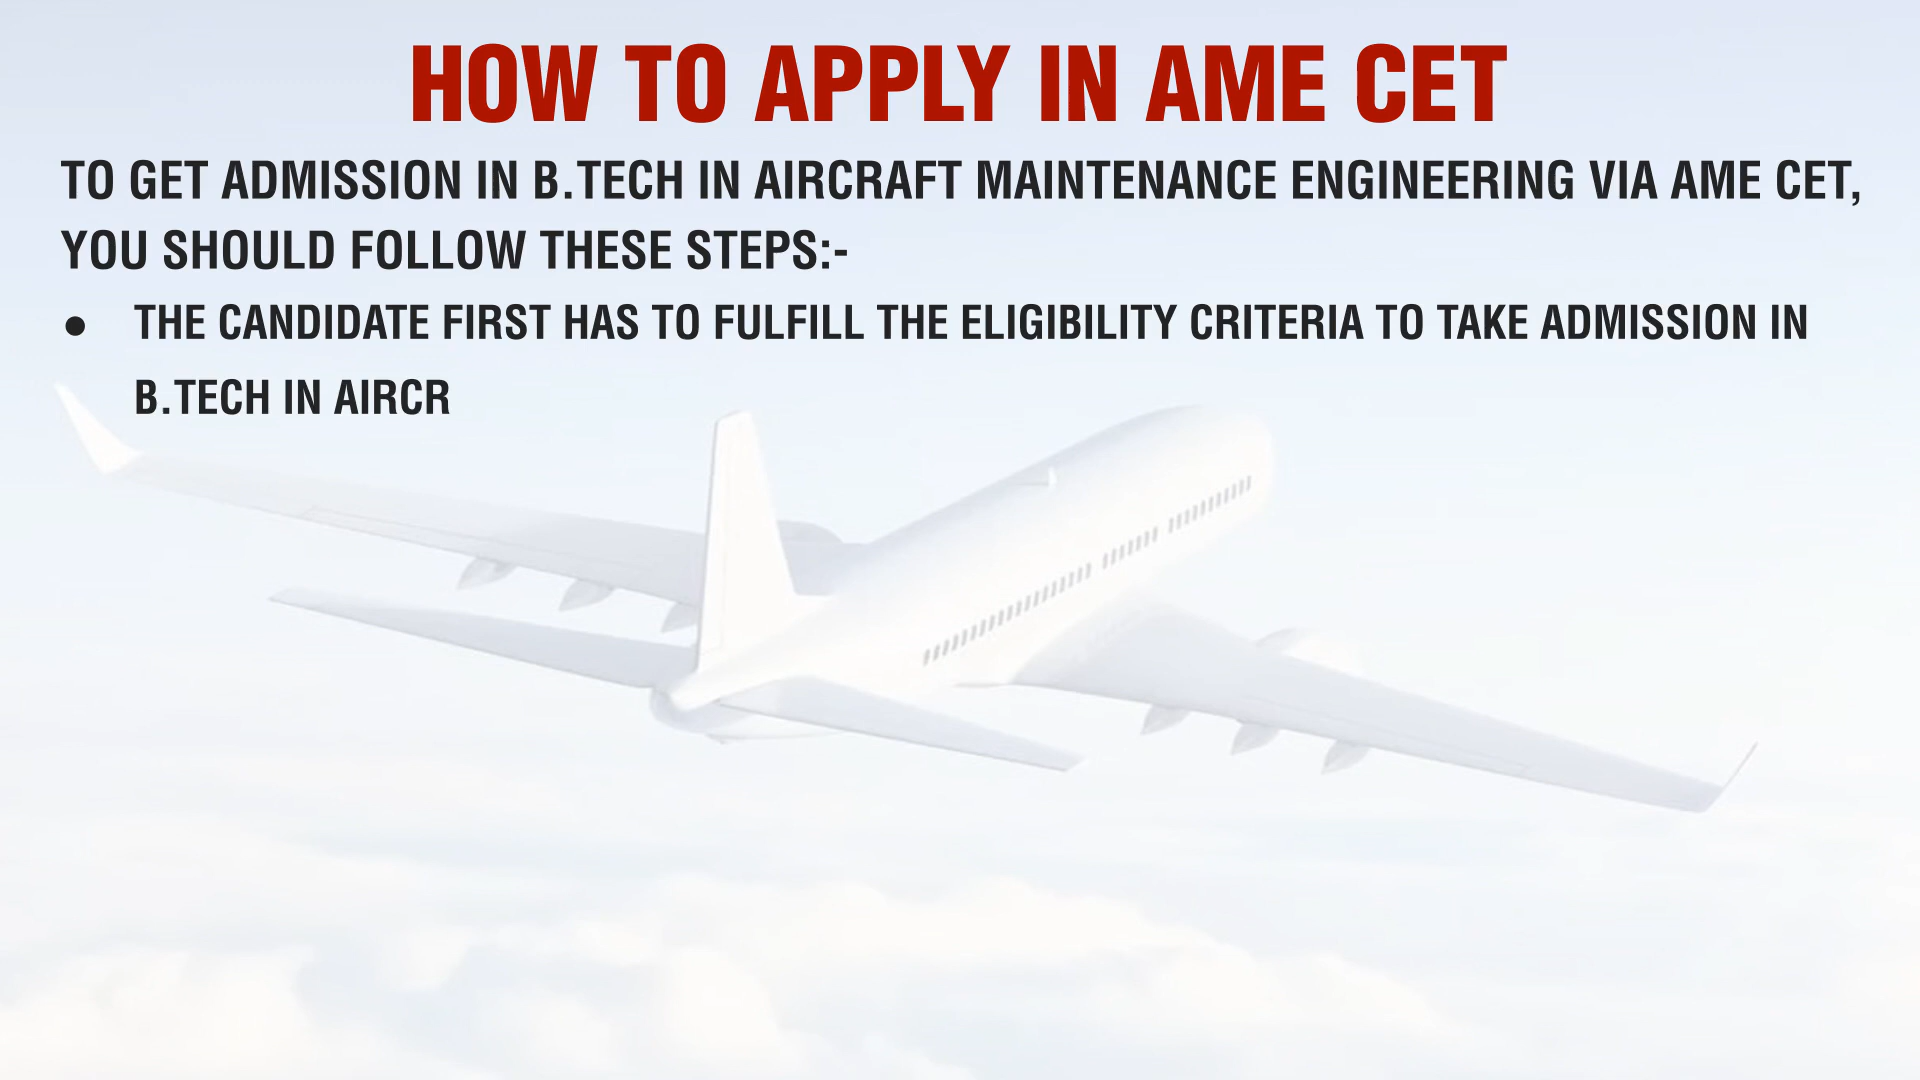 HOW TO APPLY IN AME CET
TO GET ADMISSION IN B.TECH IN AIRCRAFT MAINTENANCE ENGINEERING VIA AME CET,
YOU SHOULD FOLLOW THESE STEPS:-
● THE CANDIDATE FIRST HAS TO FULFILL THE ELIGIBILITY CRITERIA TO TAKE ADMISSION IN
B.TECH IN AIRCR